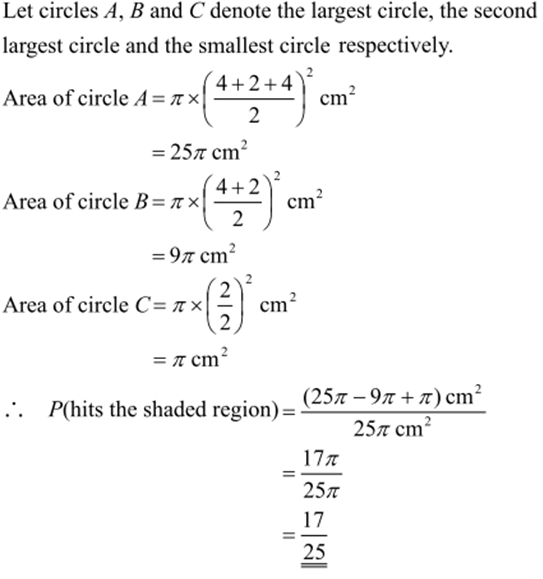 Let circles A, B and C denote the largest circle, the second
largest circle and the smallest circle respectively.
Area of circle A = π × ((4 + 2 + 4)/2)² cm²
= 25π cm²
Area of circle B = π × ((4 + 2)/2)² cm²
= 9π cm²
Area of circle C = π × (2/2)² cm²
= π cm²
∴ P(hits the shaded region) = (25π − 9π + π) cm²/25π cm²
= 17π/25π
= 17/25